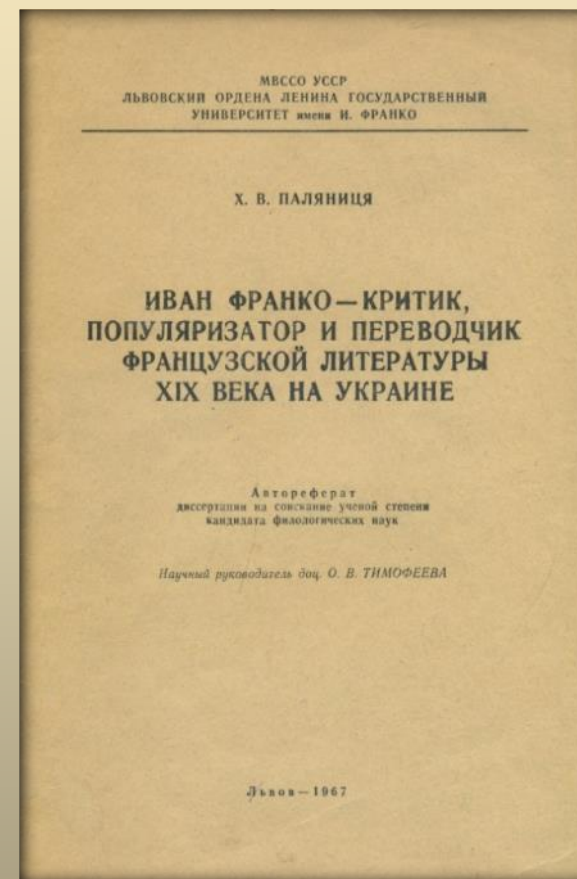 МВССО УССР
ЛЬВОВСКИЙ ОРДЕНА ЛЕНИНА ГОСУДАРСТВЕННЫЙ
УНИВЕРСИТЕТ имени И. ФРАНКО
Х. В. ПАЛЯНИЦЯ
ИВАН ФРАНКО—КРИТИК,
ПОПУЛЯРИЗАТОР И ПЕРЕВОДЧИК
ФРАНЦУЗСКОЙ ЛИТЕРАТУРЫ
XIX ВЕКА НА УКРАИНЕ
Автореферат
диссертации на соискание ученой степени
кандидата филологических наук
Научный руководитель доц. О. В. ТИМОФЕЕВА
Львов—1967